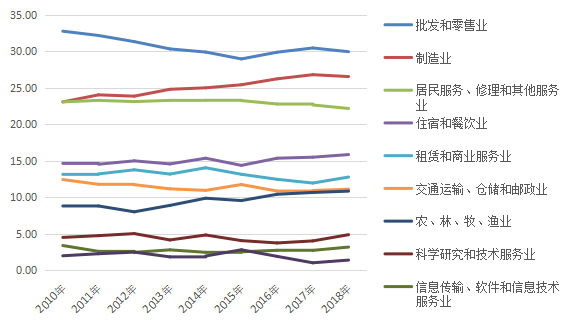 35.00
30.00
25.00
20.00
15.00
10.00
5.00
0.00
2010年
2011年
2012年
2013年
2014年
2015年
2016年
2017年
2018年
批发和零售业
制造业
居民服务、修理和其他服务
业
住宿和餐饮业
租赁和商业服务业
交通运输、仓储和邮政业
农、林、牧、渔业
科学研究和技术服务业
信息传输、软件和信息技术
服务业